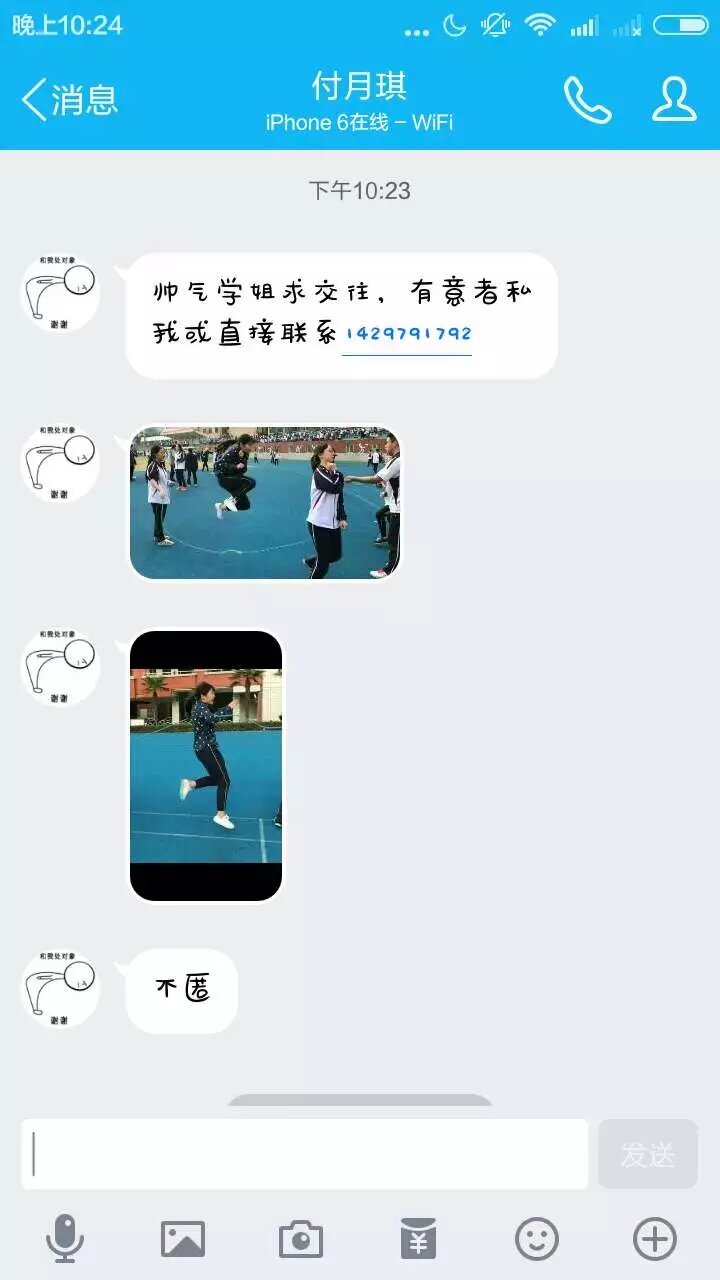 晚上10:24
消息
付月琪
iPhone 6在线 – WiFi
下午10:23
和我处对象
谢谢
帅气学姐求交往，有意者私
我或直接联系1429791792
和我处对象
谢谢
和我处对象
谢谢
和我处对象
谢谢
不匿
发送